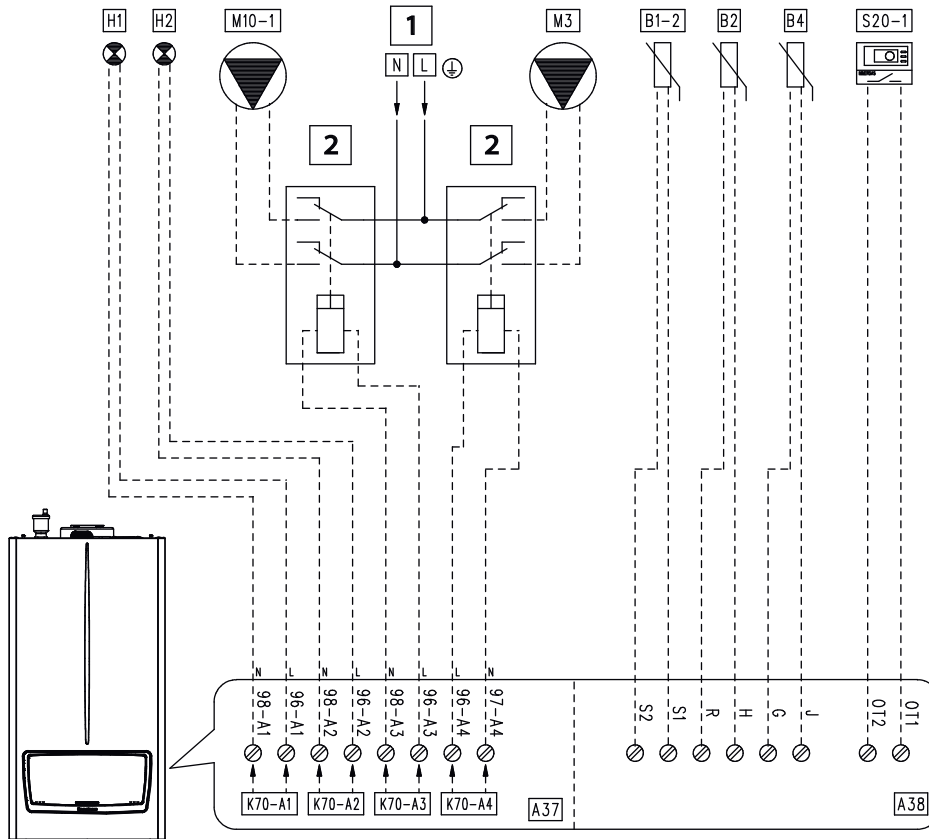 H1 H2 M10-1 1 M3 B1-2 B2 B4 S20-1
N L
2 2
N L N L N L L N
98-A1 96-A1 98-A2 96-A2 98-A3 96-A3 96-A4 97-A4 S2 S1 R H G J OT2 OT1
K70-A1 K70-A2 K70-A3 K70-A4 A37 A38